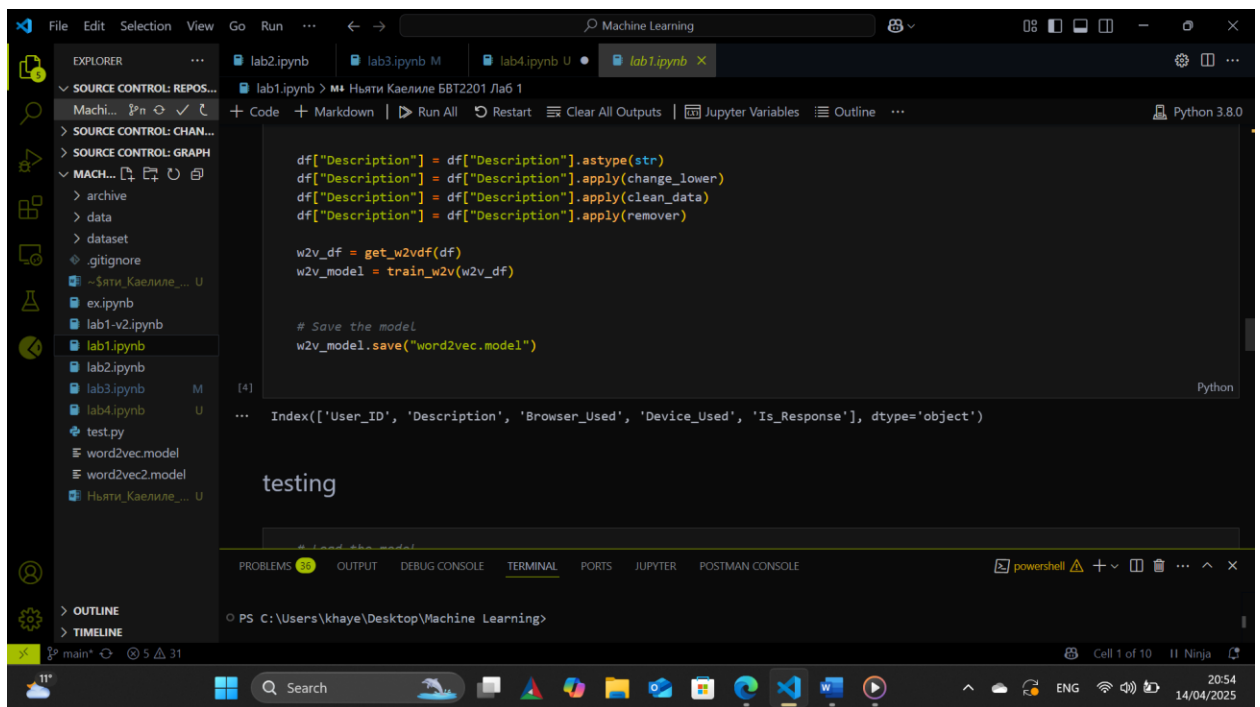 File Edit Selection View Go Run ··· Machine Learning
EXPLORER ···
SOURCE CONTROL: REPOS...
Machi...
SOURCE CONTROL: CHAN...
SOURCE CONTROL: GRAPH
MACH...
archive
data
dataset
.gitignore
~$яти_Каелиле_... U
ex.ipynb
lab1-v2.ipynb
lab1.ipynb
lab2.ipynb
lab3.ipynb M
lab4.ipynb U
test.py
word2vec.model
word2vec2.model
Ньяти_Каелиле_... U
OUTLINE
TIMELINE
lab2.ipynb lab3.ipynb M lab4.ipynb U lab1.ipynb
lab1.ipynb > M↓ Ньяти Каелиле БВТ2201 Лаб 1
+ Code + Markdown | Run All Restart Clear All Outputs | Jupyter Variables Outline ··· Python 3.8.0
df["Description"] = df["Description"].astype(str)
df["Description"] = df["Description"].apply(change_lower)
df["Description"] = df["Description"].apply(clean_data)
df["Description"] = df["Description"].apply(remover)
w2v_df = get_w2vdf(df)
w2v_model = train_w2v(w2v_df)
# Save the model
w2v_model.save("word2vec.model")
[4] Python
··· Index(['User_ID', 'Description', 'Browser_Used', 'Device_Used', 'Is_Response'], dtype='object')
testing
# Load the model
PROBLEMS 36 OUTPUT DEBUG CONSOLE TERMINAL PORTS JUPYTER POSTMAN CONSOLE powershell
PS C:\Users\khaye\Desktop\Machine Learning>
main* 5 31 Cell 1 of 10 Ninja
11° Search ENG 20:54
14/04/2025